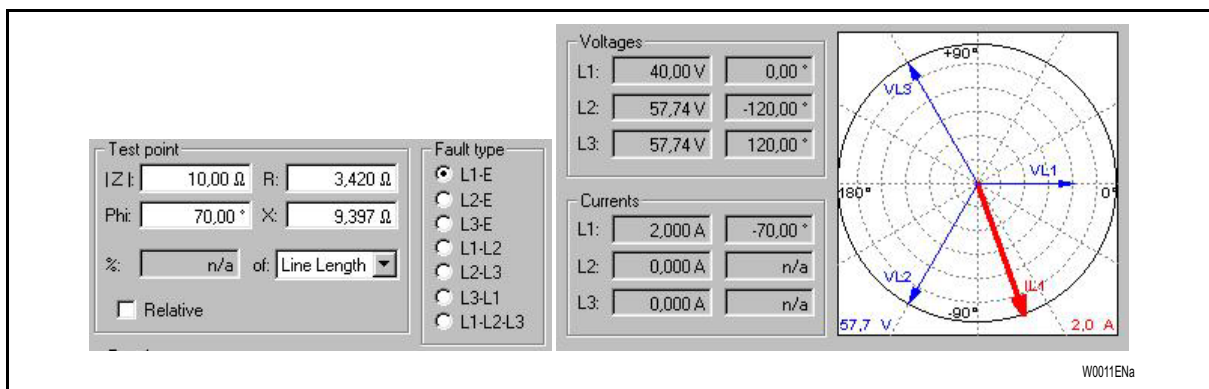 Test point
|Z|: 10,00 Ω R: 3,420 Ω
Phi: 70,00 ° X: 9,397 Ω
%: n/a of: Line Length
Relative
Fault type
L1-E
L2-E
L3-E
L1-L2
L2-L3
L3-L1
L1-L2-L3
Voltages
L1: 40,00 V 0,00 °
L2: 57,74 V -120,00 °
L3: 57,74 V 120,00 °
Currents
L1: 2,000 A -70,00 °
L2: 0,000 A n/a
L3: 0,000 A n/a
+90°
VL3
VL1
180°
0°
VL2
IL1
-90°
57,7 V
2,0 A
W0011ENa